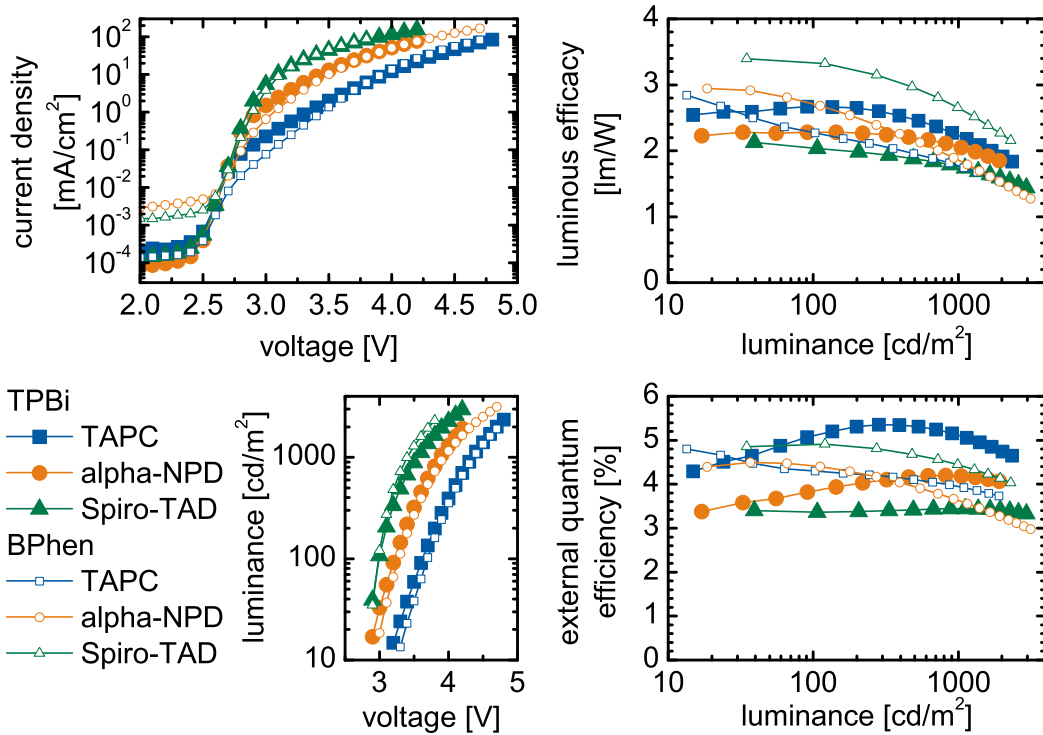 current density
[mA/cm²]
10²
10¹
10⁰
10⁻¹
10⁻²
10⁻³
10⁻⁴
2.0 2.5 3.0 3.5 4.0 4.5 5.0
voltage [V]
luminous efficacy
[lm/W]
4
3
2
1
0
10 100 1000
luminance [cd/m²]
TPBi
TAPC
alpha-NPD
Spiro-TAD
BPhen
TAPC
alpha-NPD
Spiro-TAD
luminance [cd/m²]
1000
100
10
3 4 5
voltage [V]
external quantum
efficiency [%]
6
5
4
3
2
1
0
10 100 1000
luminance [cd/m²]